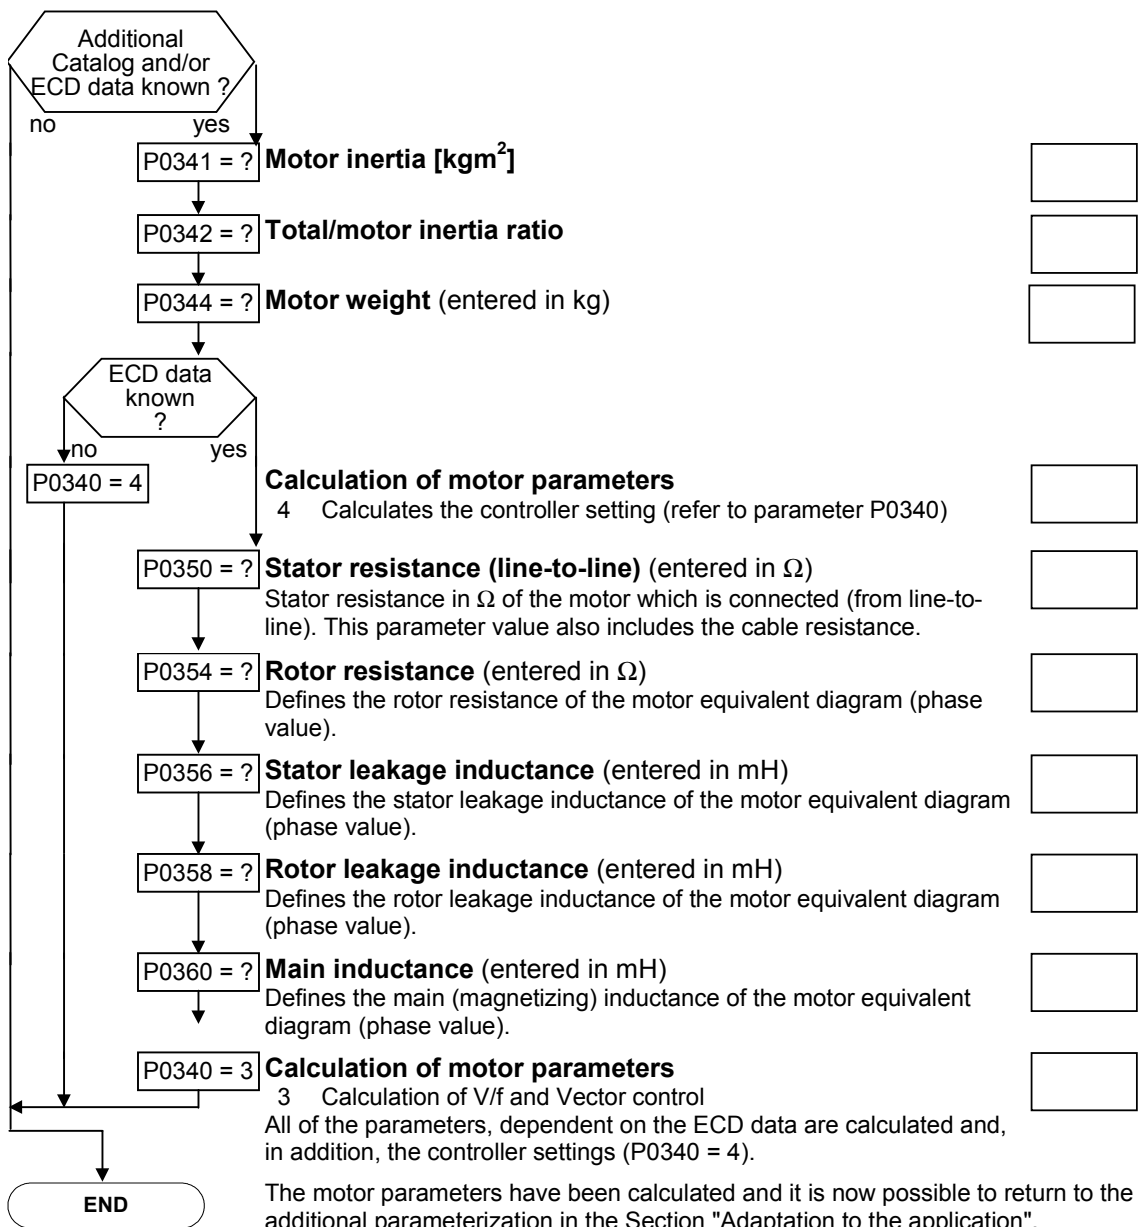 Additional
Catalog and/or
ECD data known ?
no yes
P0341 = ? Motor inertia [kgm²]
P0342 = ? Total/motor inertia ratio
P0344 = ? Motor weight (entered in kg)
ECD data
known
?
no yes
P0340 = 4 Calculation of motor parameters
4 Calculates the controller setting (refer to parameter P0340)
P0350 = ? Stator resistance (line-to-line) (entered in Ω)
Stator resistance in Ω of the motor which is connected (from line-to-
line). This parameter value also includes the cable resistance.
P0354 = ? Rotor resistance (entered in Ω)
Defines the rotor resistance of the motor equivalent diagram (phase
value).
P0356 = ? Stator leakage inductance (entered in mH)
Defines the stator leakage inductance of the motor equivalent diagram
(phase value).
P0358 = ? Rotor leakage inductance (entered in mH)
Defines the rotor leakage inductance of the motor equivalent diagram
(phase value).
P0360 = ? Main inductance (entered in mH)
Defines the main (magnetizing) inductance of the motor equivalent
diagram (phase value).
P0340 = 3 Calculation of motor parameters
3 Calculation of V/f and Vector control
All of the parameters, dependent on the ECD data are calculated and,
in addition, the controller settings (P0340 = 4).
END
The motor parameters have been calculated and it is now possible to return to the
additional parameterization in the Section "Adaptation to the application".